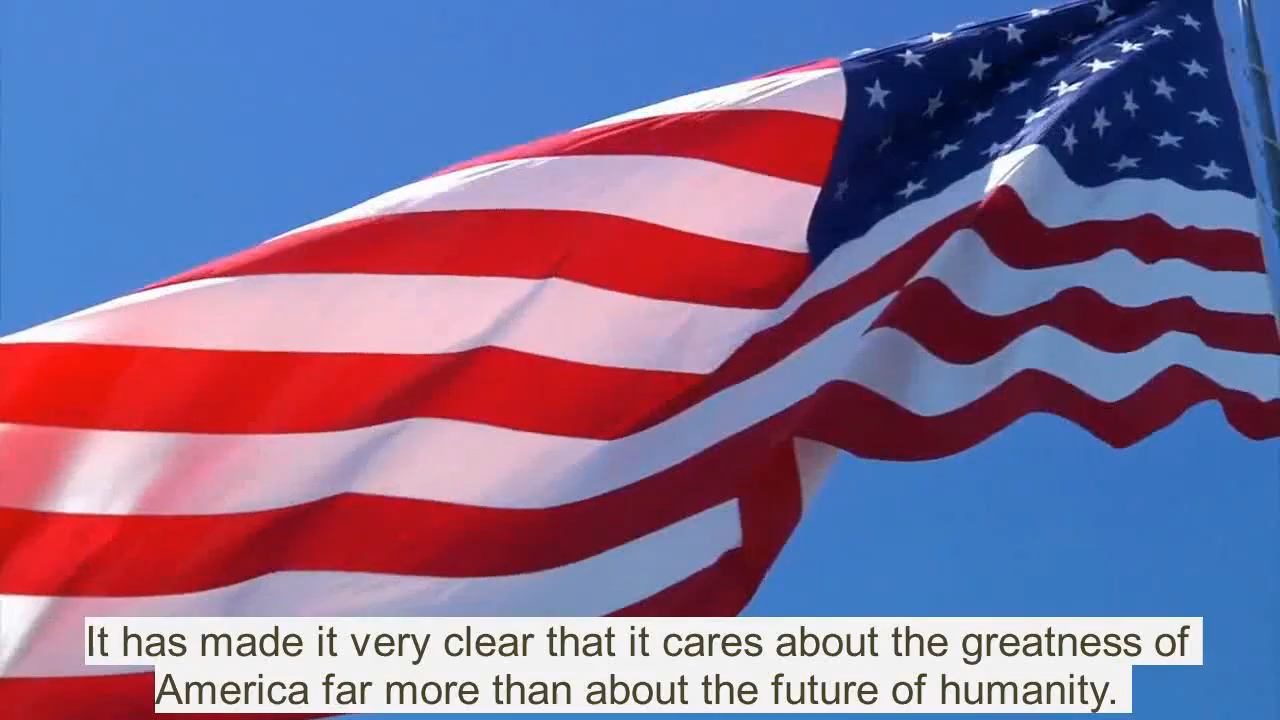 It has made it very clear that it cares about the greatness of
America far more than about the future of humanity.